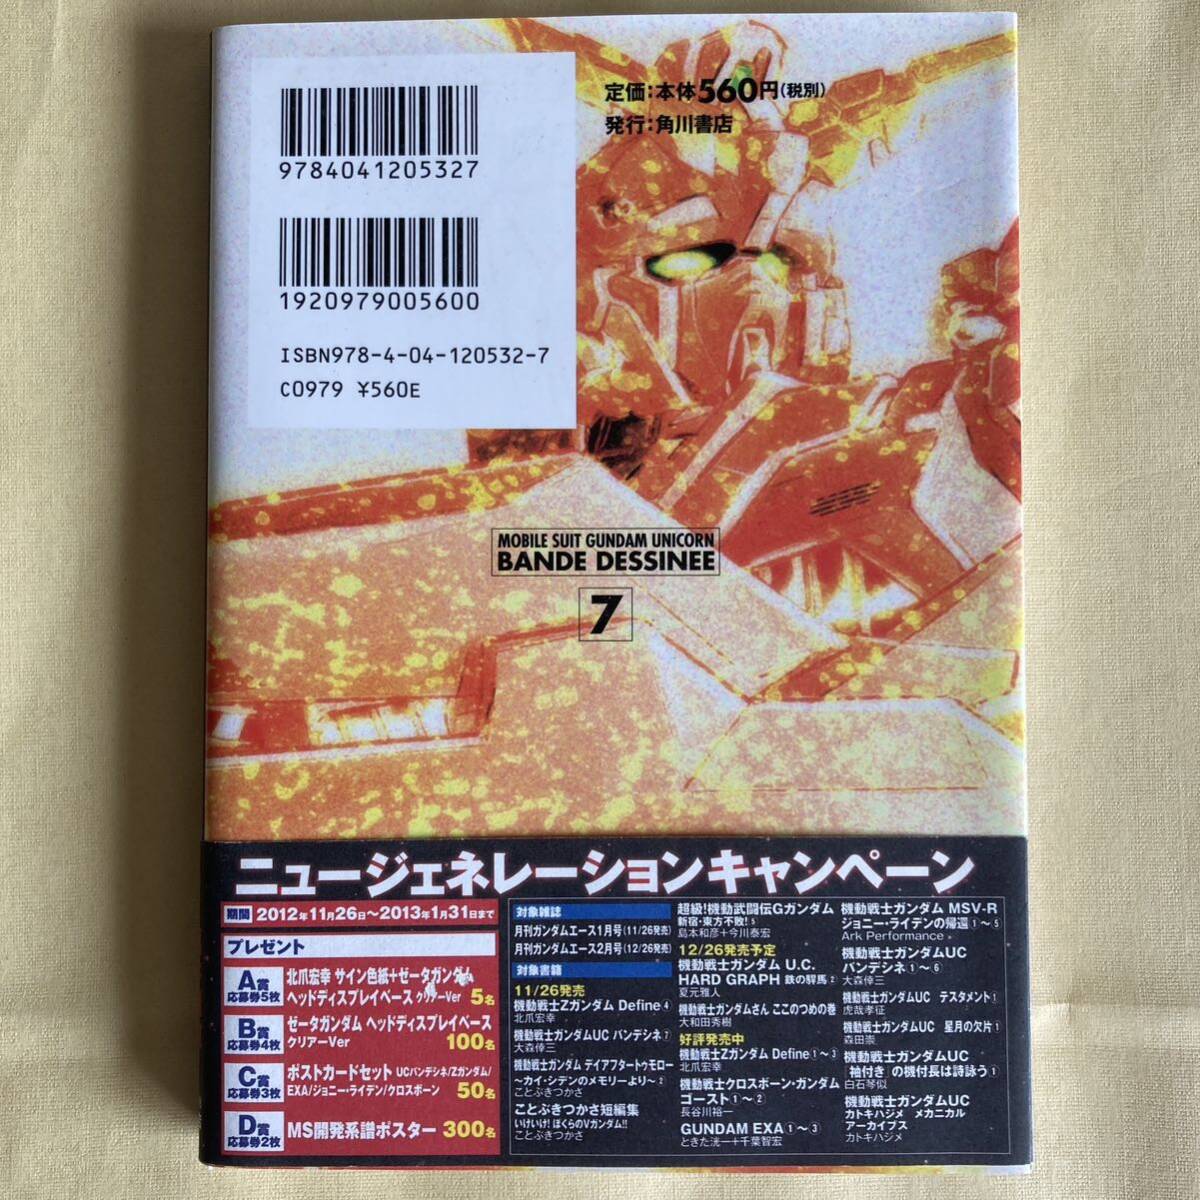 9784041205327
1920979005600
ISBN978-4-04-120532-7
C0979 ¥560E
定価：本体560円(税別)
発行：角川書店
MOBILE SUIT GUNDAM UNICORN
BANDE DESSINEE
7
ニュージェネレーションキャンペーン
期間 2012年11月26日〜2013年1月31日まで
プレゼント
A賞 応募券5枚
北爪宏幸 サイン色紙+ゼータガンダム
ヘッドディスプレイベース クリアーVer 5名
B賞 応募券4枚
ゼータガンダム ヘッドディスプレイベース
クリアーVer 100名
C賞 応募券3枚
ポストカードセット UCバンデシネ/Zガンダム/
EXA/ジョニー・ライデン/クロスボーン 50名
D賞 応募券2枚
MS開発系譜ポスター 300名
対象雑誌
月刊ガンダムエース1月号(11/26発売)
月刊ガンダムエース2月号(12/26発売)
対象書籍
11/26発売
機動戦士Zガンダム Define④
北爪宏幸
機動戦士ガンダムUC バンデシネ⑦
大森倖三
機動戦士ガンダム デイアフタートゥモロー
〜カイ・シデンのメモリーより〜②
ことぶきつかさ
ことぶきつかさ短編集
いけいけ! ぼくらのVガンダム!!
ことぶきつかさ
超級!機動武闘伝Gガンダム
新宿・東方不敗!⑤
島本和彦+今川泰宏
12/26発売予定
機動戦士ガンダム U.C.
HARD GRAPH 鉄の騨馬②
夏元雅人
機動戦士ガンダムさん ここのつめの巻
大和田秀樹
好評発売中
機動戦士Zガンダム Define①〜③
北爪宏幸
機動戦士クロスボーン・ガンダム
ゴースト①〜②
長谷川裕一
GUNDAM EXA①〜③
ときた洸一+千葉智宏
機動戦士ガンダム MSV-R
ジョニー・ライデンの帰還①〜⑤
Ark Performance
機動戦士ガンダムUC
バンデシネ①〜⑥
大森倖三
機動戦士ガンダムUC テスタメント①
虎哉孝征
機動戦士ガンダムUC 星月の欠片①
森田崇
機動戦士ガンダムUC
「袖付き」の機付長は詩詠う①
白石琴似
機動戦士ガンダムUC
カトキハジメ メカニカル
アーカイブス
カトキハジメ